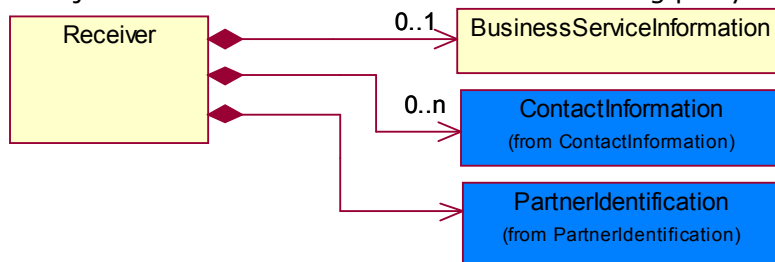 Receiver
0..1
BusinessServiceInformation
0..n
ContactInformation
(from ContactInformation)
PartnerIdentification
(from PartnerIdentification)